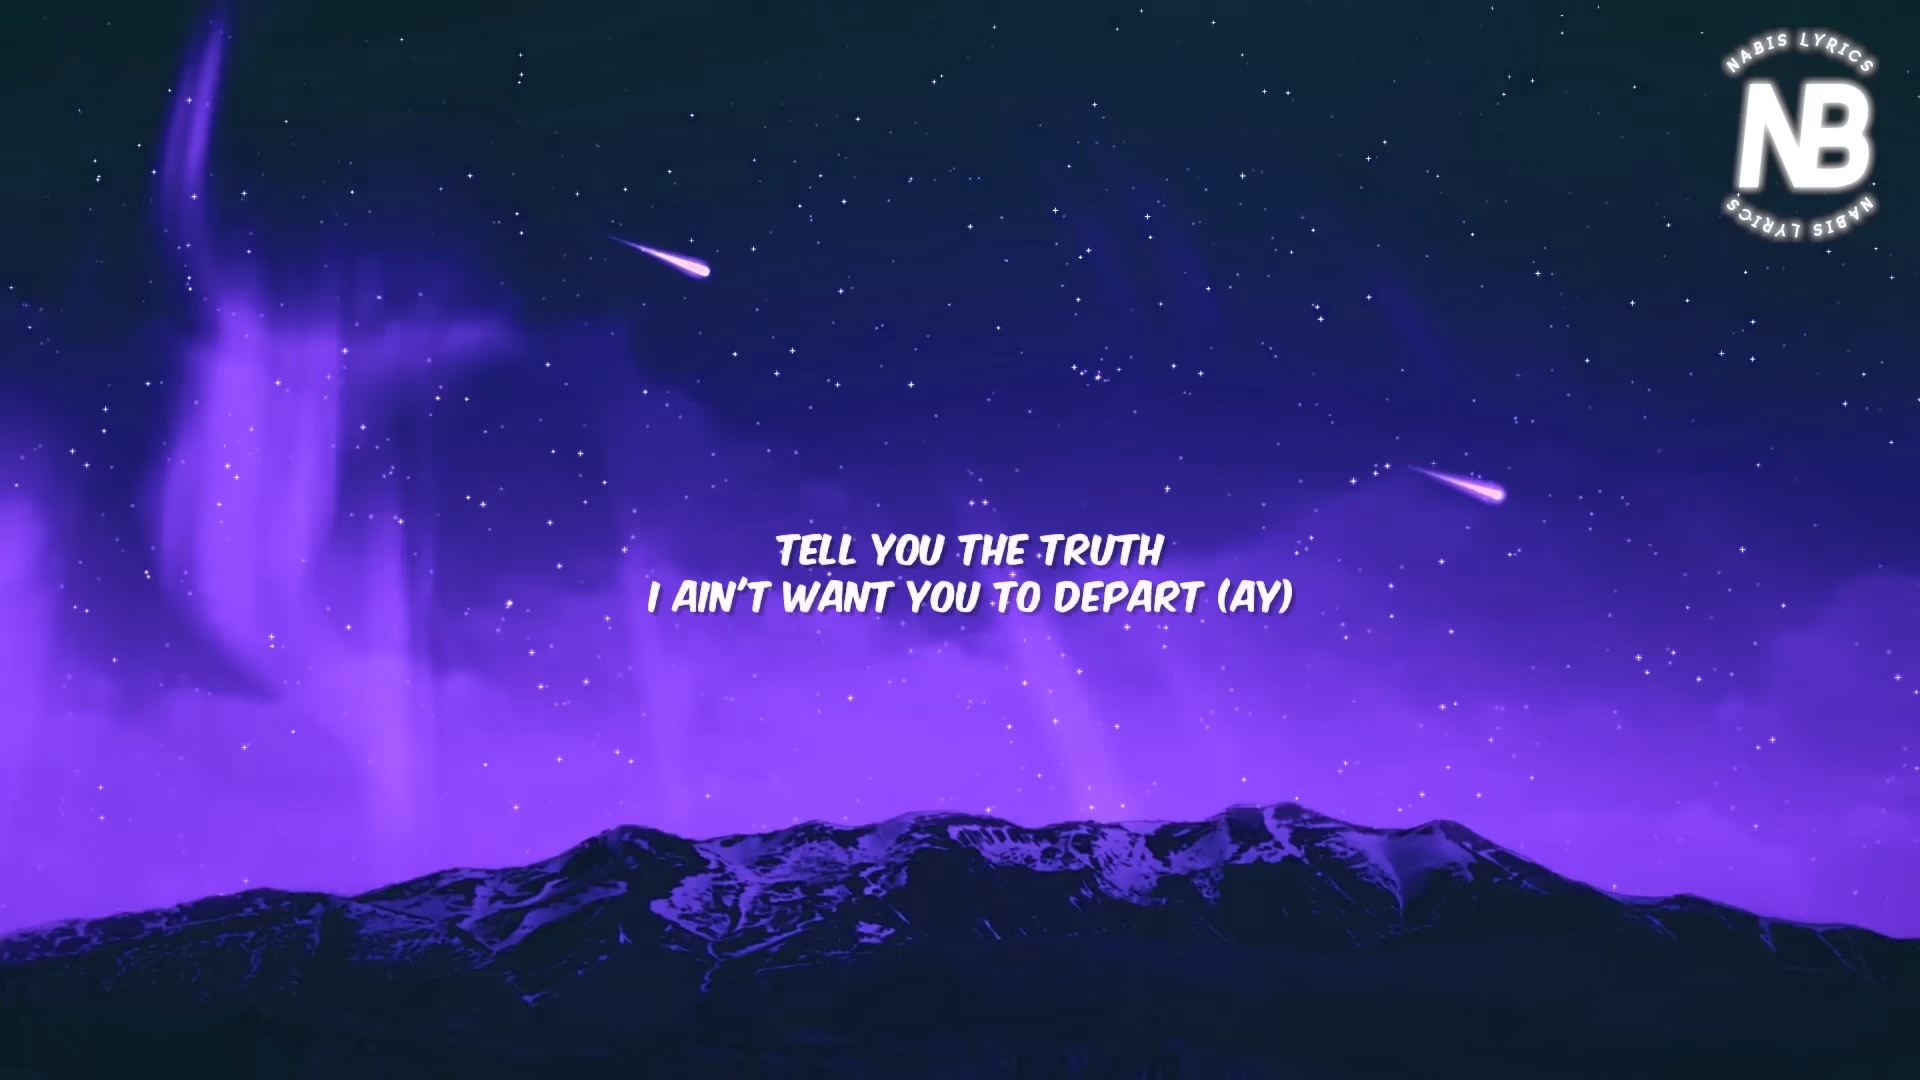 NABIS LYRICS
NB
NABIS LYRICS
TELL YOU THE TRUTH
I AIN'T WANT YOU TO DEPART (AY)